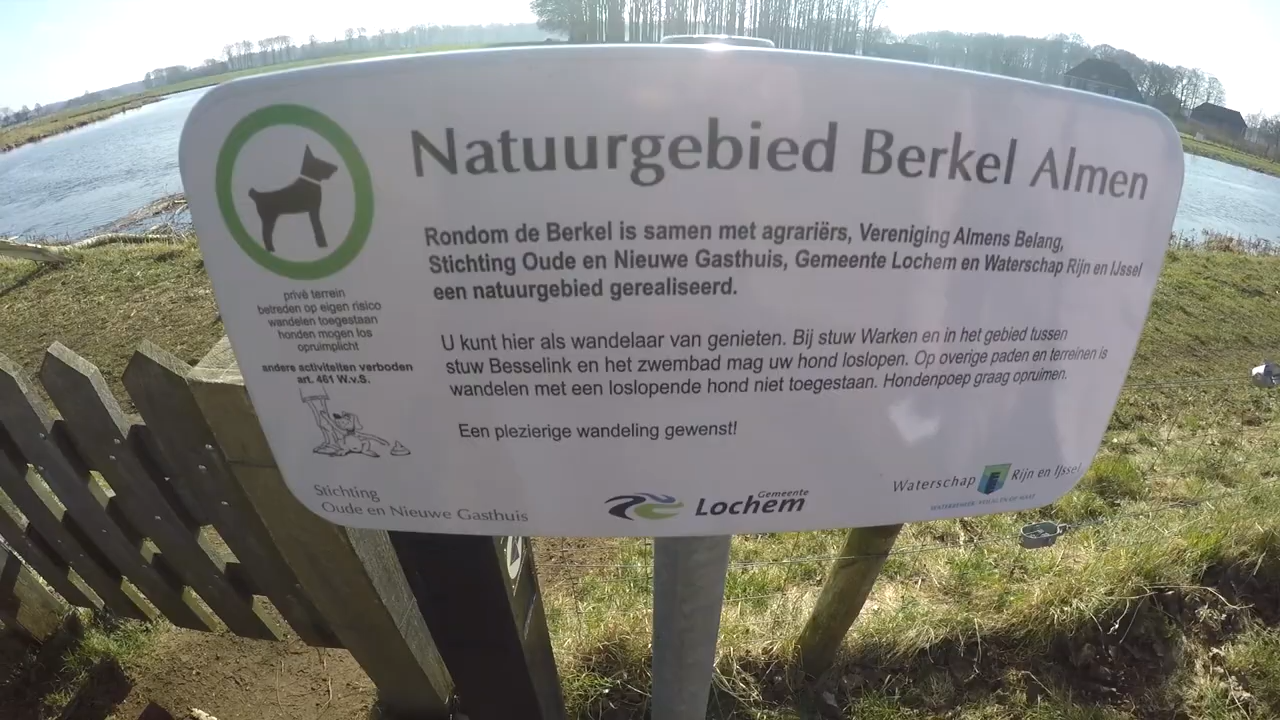 Natuurgebied Berkel Almen
Rondom de Berkel is samen met agrariërs, Vereniging Almens Belang,
Stichting Oude en Nieuwe Gasthuis, Gemeente Lochem en Waterschap Rijn en IJssel
een natuurgebied gerealiseerd.
U kunt hier als wandelaar van genieten. Bij stuw Warken en in het gebied tussen
stuw Besselink en het zwembad mag uw hond loslopen. Op overige paden en terreinen is
wandelen met een loslopende hond niet toegestaan. Hondenpoep graag opruimen.
Een plezierige wandeling gewenst!
privé terrein
betreden op eigen risico
wandelen toegestaan
honden mogen los
opruimplicht
andere activiteiten verboden
art. 461 W.v.S.
Stichting
Oude en Nieuwe Gasthuis
Gemeente
Lochem
Waterschap Rijn en IJssel